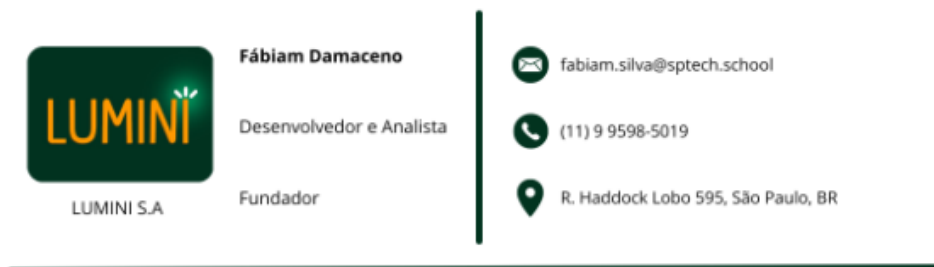 LUMINI
LUMINI S.A
Fábiam Damaceno
Desenvolvedor e Analista
Fundador
fabiam.silva@sptech.school
(11) 9 9598-5019
R. Haddock Lobo 595, São Paulo, BR